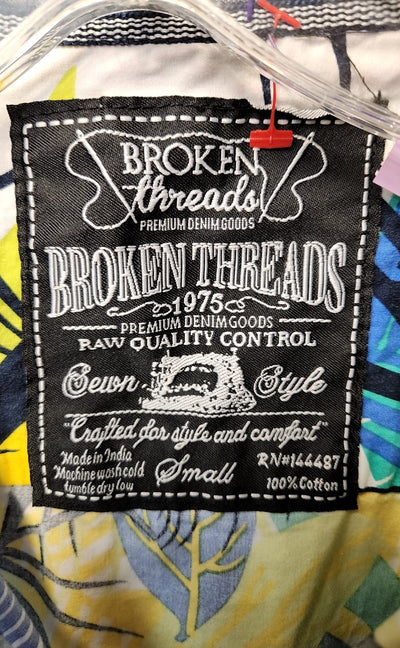 BROKEN
threads
PREMIUM DENIM GOODS
BROKEN THREADS
1975
PREMIUM DENIM GOODS
RAW QUALITY CONTROL
Sewn Style
"Crafted for style and comfort"
Made in India
Machine wash cold
tumble dry low
Small
RN#144487
100% Cotton